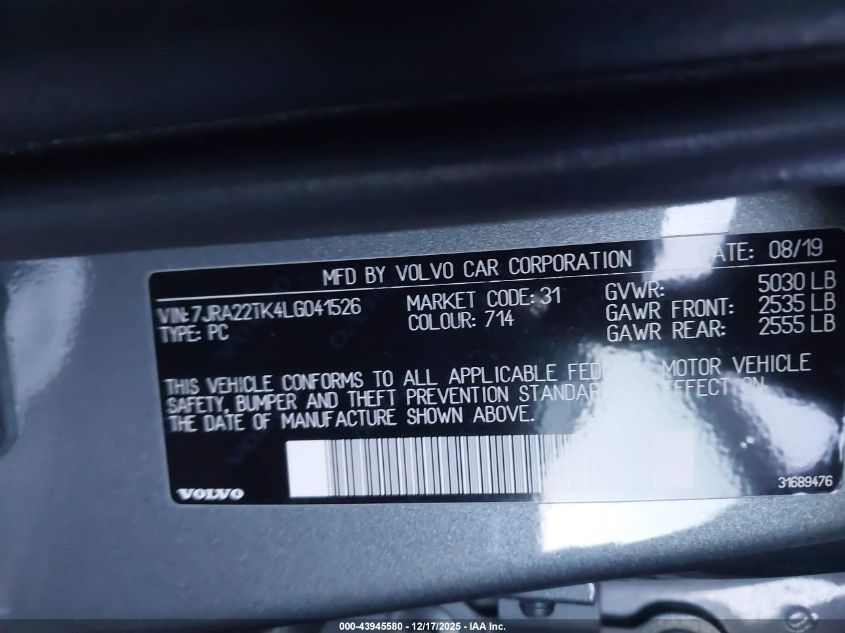 MFD BY VOLVO CAR CORPORATION ATE: 08/19
VIN: 7JRA22TK4LG041526 MARKET CODE: 31 GVWR: 5030 LB
TYPE: PC COLOUR: 714 GAWR FRONT: 2535 LB
GAWR REAR: 2555 LB
THIS VEHICLE CONFORMS TO ALL APPLICABLE FED MOTOR VEHICLE
SAFETY, BUMPER AND THEFT PREVENTION STANDAR EFFECT ON
THE DATE OF MANUFACTURE SHOWN ABOVE.
VOLVO
31689476
000-43945580 - 12/17/2025 - IAA Inc.